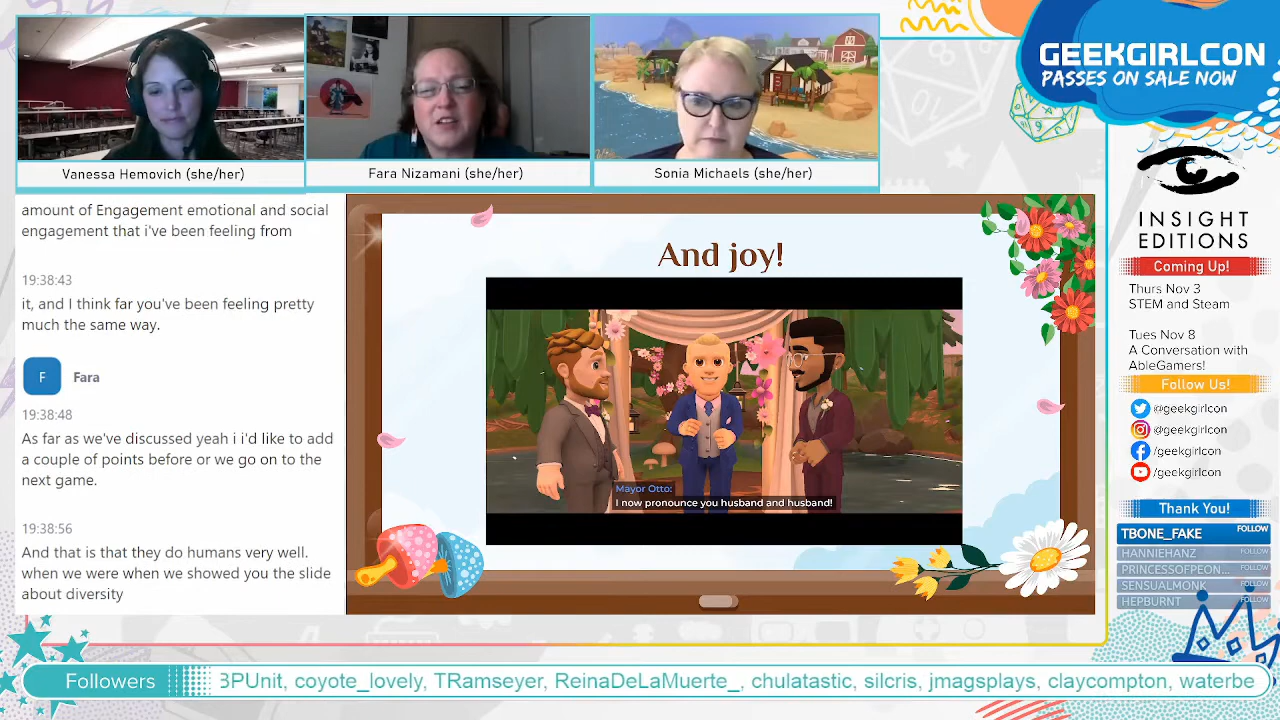 GEEKGIRLCON
PASSES ON SALE NOW
Vanessa Hemovich (she/her)
Fara Nizamani (she/her)
Sonia Michaels (she/her)
amount of Engagement emotional and social
engagement that i've been feeling from
19:38:43
it, and I think far you've been feeling pretty
much the same way.
F
Fara
19:38:48
As far as we've discussed yeah i i'd like to add
a couple of points before or we go on to the
next game.
19:38:56
And that is that they do humans very well.
when we were when we showed you the slide
about diversity
And joy!
Mayor Otto:
I now pronounce you husband and husband!
INSIGHT
EDITIONS
Coming Up!
Thurs Nov 3
STEM and Steam
Tues Nov 8
A Conversation with
AbleGamers!
Follow Us!
@geekgirlcon
@geekgirlcon
/geekgirlcon
/geekgirlcon
Thank You!
TBONE_FAKE FOLLOW
HANNIEHANZ FOLLOW
PRINCESSOFPEON... FOLLOW
SENSUALMONK FOLLOW
HEPBURNT FOLLOW
Followers
3PUnit, coyote_lovely, TRamseyer, ReinaDeLaMuerte_, chulatastic, silcris, jmagsplays, claycompton, waterbe